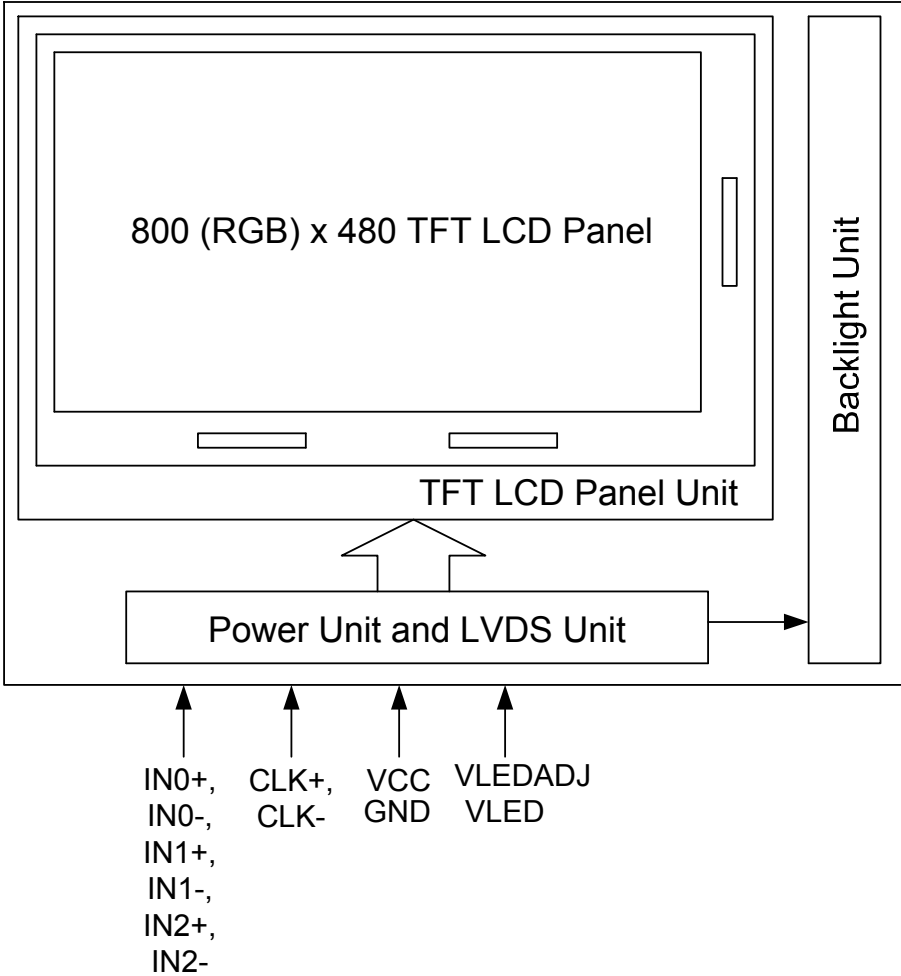 800 (RGB) x 480 TFT LCD Panel
Backlight Unit
TFT LCD Panel Unit
Power Unit and LVDS Unit
IN0+,
IN0-,
IN1+,
IN1-,
IN2+,
IN2-
CLK+,
CLK-
VCC
GND
VLEDADJ
VLED